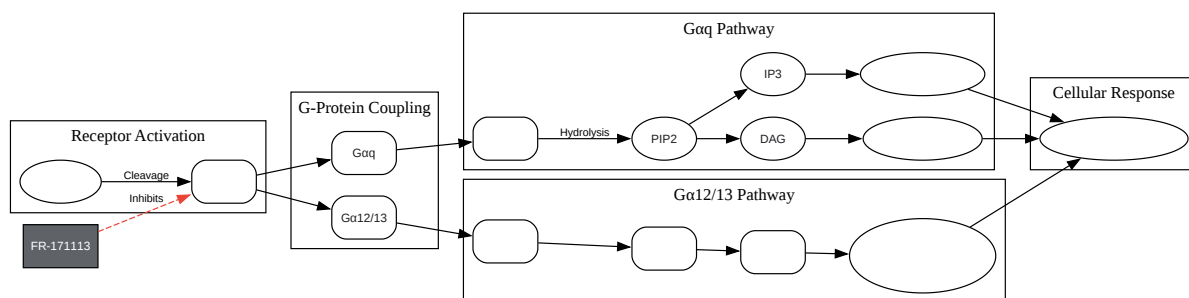 Receptor Activation
Cleavage
Inhibits
FR-171113
G-Protein Coupling
Gαq
Gα12/13
Gαq Pathway
Hydrolysis
PIP2
IP3
DAG
Gα12/13 Pathway
Cellular Response